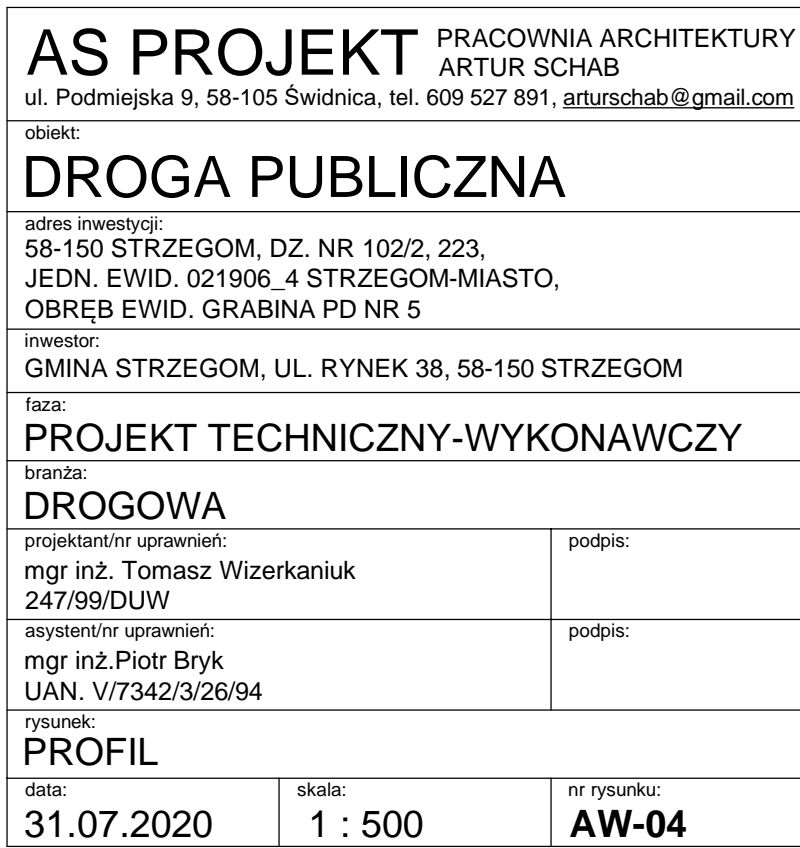 AS PROJEKT PRACOWNIA ARCHITEKTURY
ARTUR SCHAB
ul. Podmiejska 9, 58-105 Świdnica, tel. 609 527 891, arturschab@gmail.com
obiekt:
DROGA PUBLICZNA
adres inwestycji:
58-150 STRZEGOM, DZ. NR 102/2, 223,
JEDN. EWID. 021906_4 STRZEGOM-MIASTO,
OBRĘB EWID. GRABINA PD NR 5
inwestor:
GMINA STRZEGOM, UL. RYNEK 38, 58-150 STRZEGOM
faza:
PROJEKT TECHNICZNY-WYKONAWCZY
branża:
DROGOWA
projektant/nr uprawnień: podpis:
mgr inż. Tomasz Wizerkaniuk
247/99/DUW
asystent/nr uprawnień: podpis:
mgr inż.Piotr Bryk
UAN. V/7342/3/26/94
rysunek:
PROFIL
data: skala: nr rysunku:
31.07.2020 1 : 500 AW-04